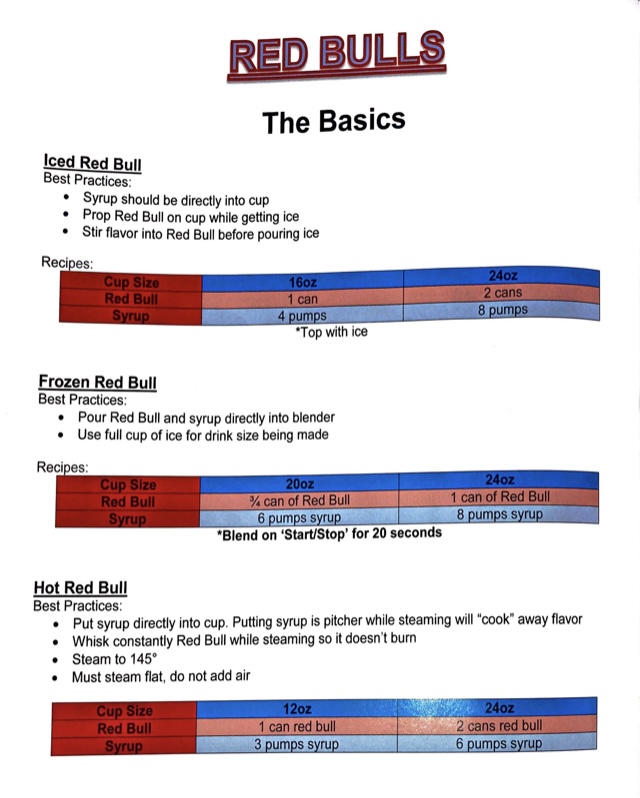 RED BULLS
The Basics
Iced Red Bull
Best Practices:
• Syrup should be directly into cup
• Prop Red Bull on cup while getting ice
• Stir flavor into Red Bull before pouring ice
Recipes:
Cup Size 16oz 24oz
Red Bull 1 can 2 cans
Syrup 4 pumps 8 pumps
*Top with ice
Frozen Red Bull
Best Practices:
• Pour Red Bull and syrup directly into blender
• Use full cup of ice for drink size being made
Recipes:
Cup Size 20oz 24oz
Red Bull ¾ can of Red Bull 1 can of Red Bull
Syrup 6 pumps syrup 8 pumps syrup
*Blend on ‘Start/Stop’ for 20 seconds
Hot Red Bull
Best Practices:
• Put syrup directly into cup. Putting syrup is pitcher while steaming will “cook” away flavor
• Whisk constantly Red Bull while steaming so it doesn’t burn
• Steam to 145°
• Must steam flat, do not add air
Cup Size 12oz 24oz
Red Bull 1 can red bull 2 cans red bull
Syrup 3 pumps syrup 6 pumps syrup